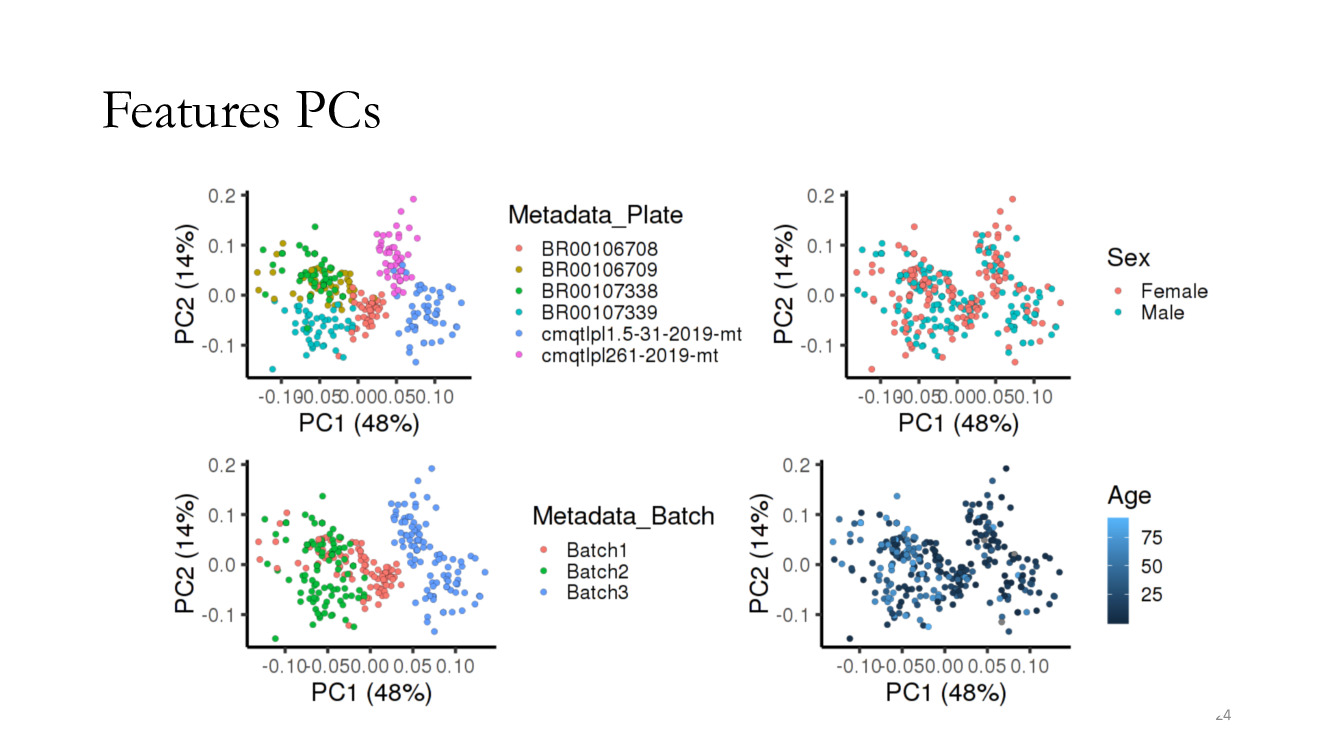 Features PCs
0.2
0.1
0.0
-0.1
PC2 (14%)
-0.10 -0.05 0.00 0.05 0.10
PC1 (48%)
Metadata_Plate
BR00106708
BR00106709
BR00107338
BR00107339
cmqtlpl1.5-31-2019-mt
cmqtlpl261-2019-mt
0.2
0.1
0.0
-0.1
PC2 (14%)
-0.10 -0.05 0.00 0.05 0.10
PC1 (48%)
Sex
Female
Male
0.2
0.1
0.0
-0.1
PC2 (14%)
-0.10 -0.05 0.00 0.05 0.10
PC1 (48%)
Metadata_Batch
Batch1
Batch2
Batch3
0.2
0.1
0.0
-0.1
PC2 (14%)
-0.10 -0.05 0.00 0.05 0.10
PC1 (48%)
Age
75
50
25